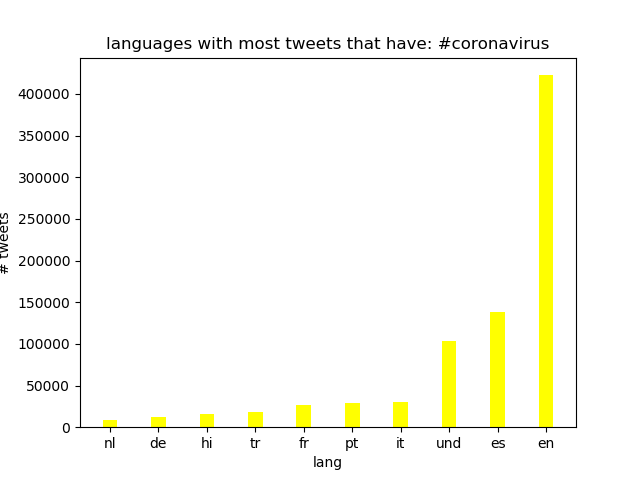 languages with most tweets that have: #coronavirus
400000
350000
300000
250000
200000
150000
100000
50000
0
# tweets
nl de hi tr fr pt it und es en
lang